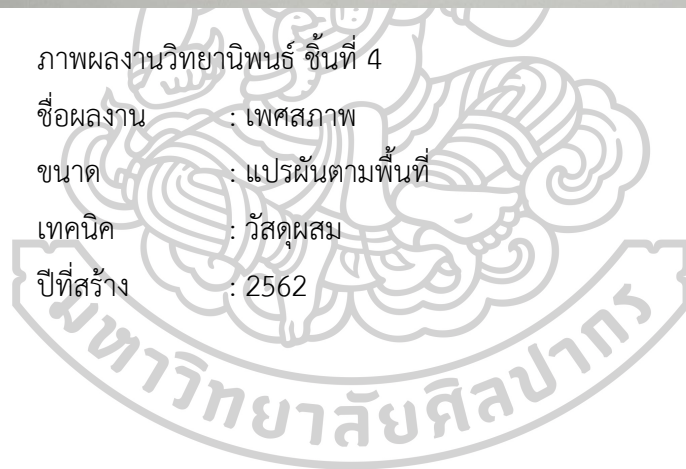 ภาพผลงานวิทยานิพนธ์ ชิ้นที่ 4
ชื่อผลงาน : เพศสภาพ
ขนาด : แปรผันตามพื้นที่
เทคนิค : วัสดุผสม
ปีที่สร้าง : 2562
มหาวิทยาลัยศิลปากร